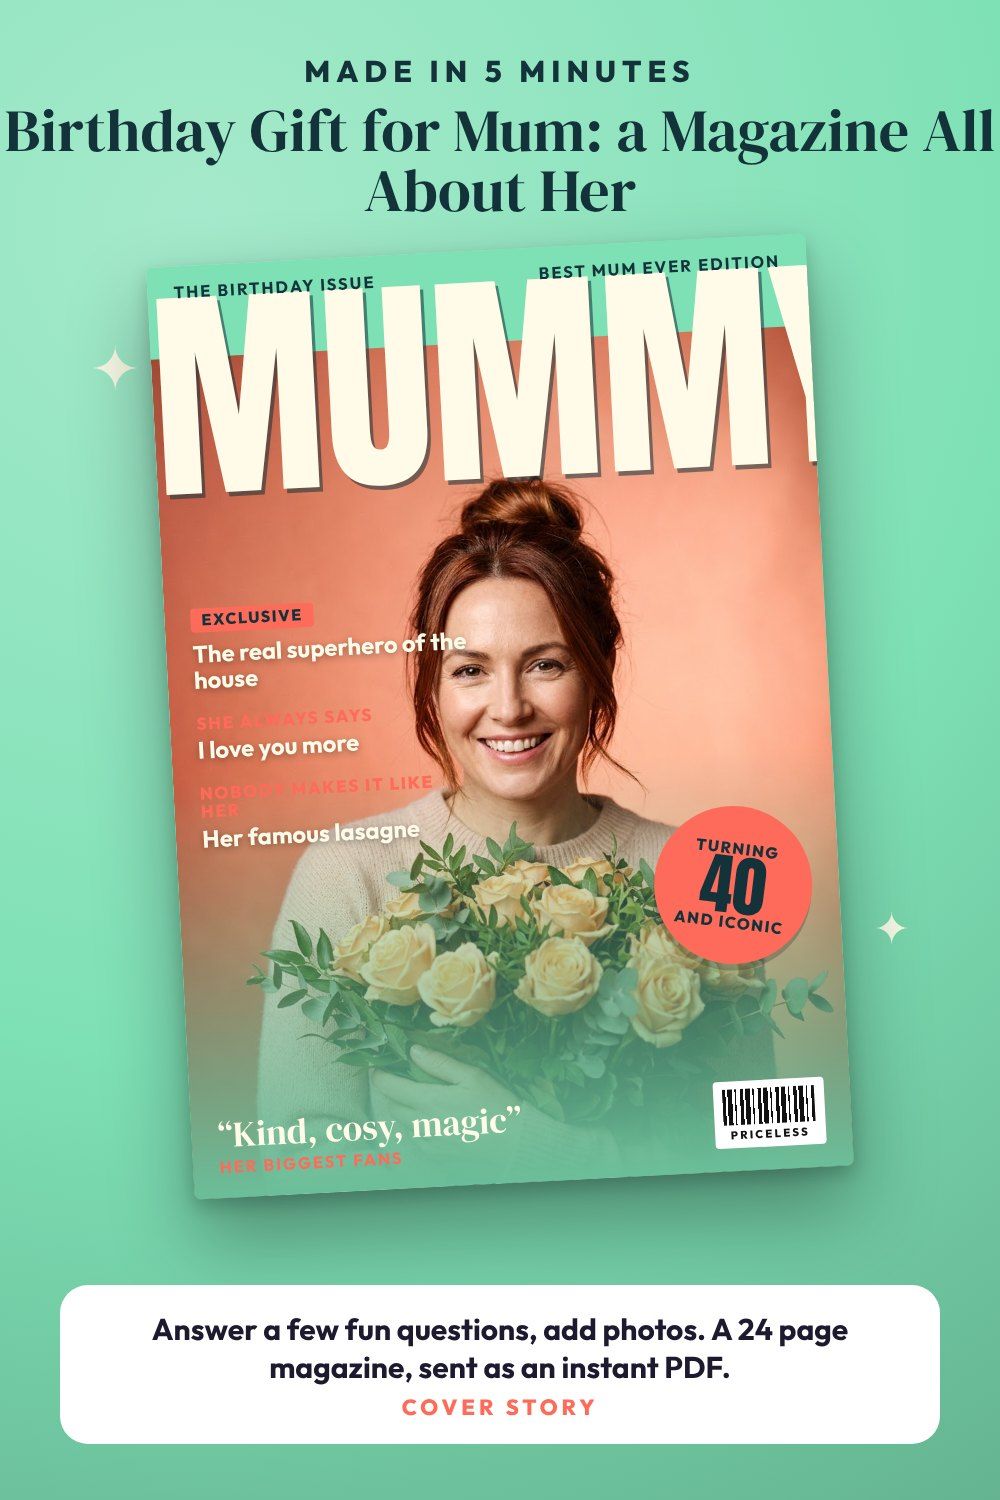 MADE IN 5 MINUTES
Birthday Gift for Mum: a Magazine All
About Her
THE BIRTHDAY ISSUE
BEST MUM EVER EDITION
MUMMY
EXCLUSIVE
The real superhero of the
house
SHE ALWAYS SAYS
I love you more
NOBODY MAKES IT LIKE
HER
Her famous lasagne
TURNING
40
AND ICONIC
“Kind, cosy, magic”
HER BIGGEST FANS
PRICELESS
Answer a few fun questions, add photos. A 24 page
magazine, sent as an instant PDF.
COVER STORY